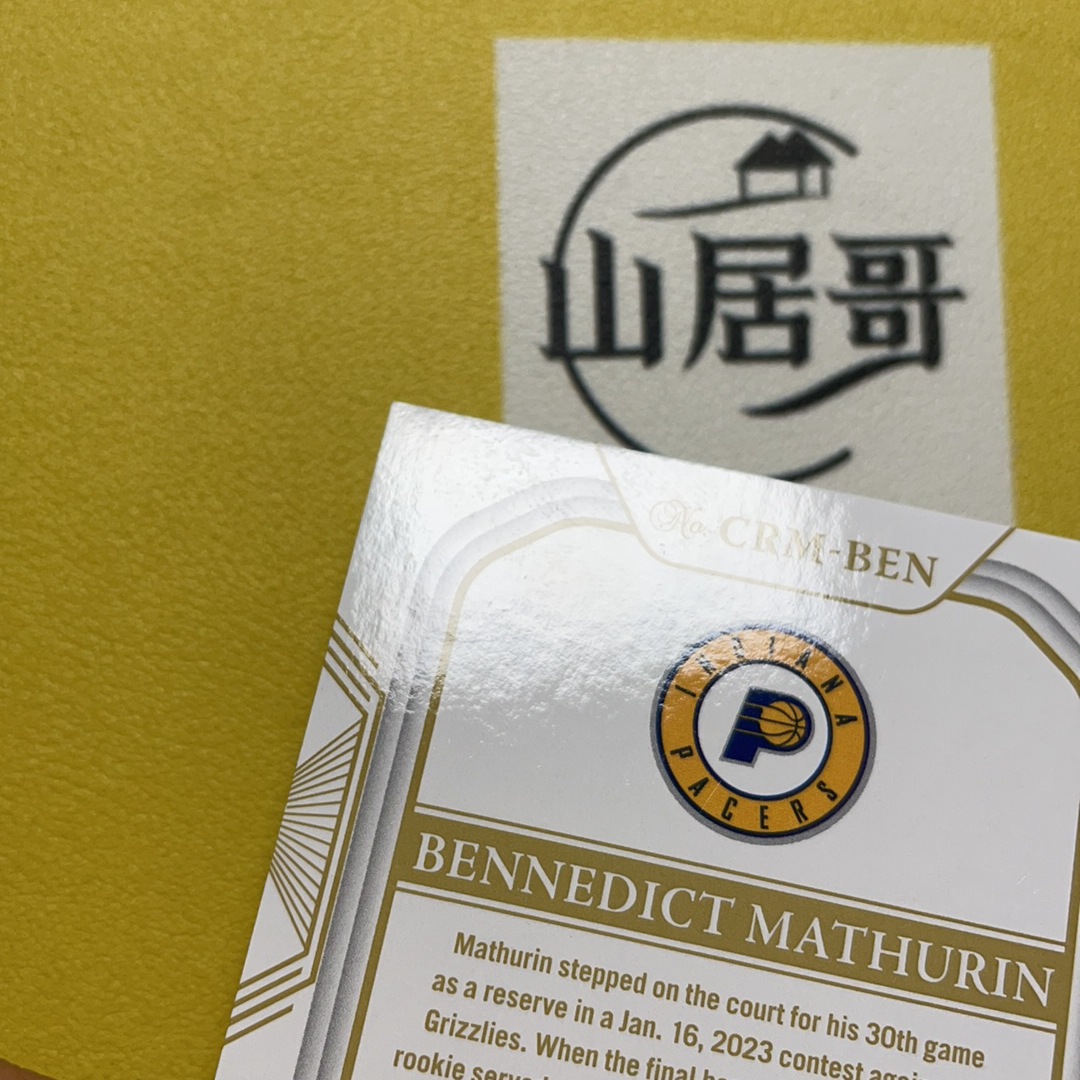 山居哥
No. CRM-BEN
INDIANA
PACERS
BENNEDICT MATHURIN
Mathurin stepped on the court for his 30th game
as a reserve in a Jan. 16, 2023 contest
Grizzlies. When the final
rookie